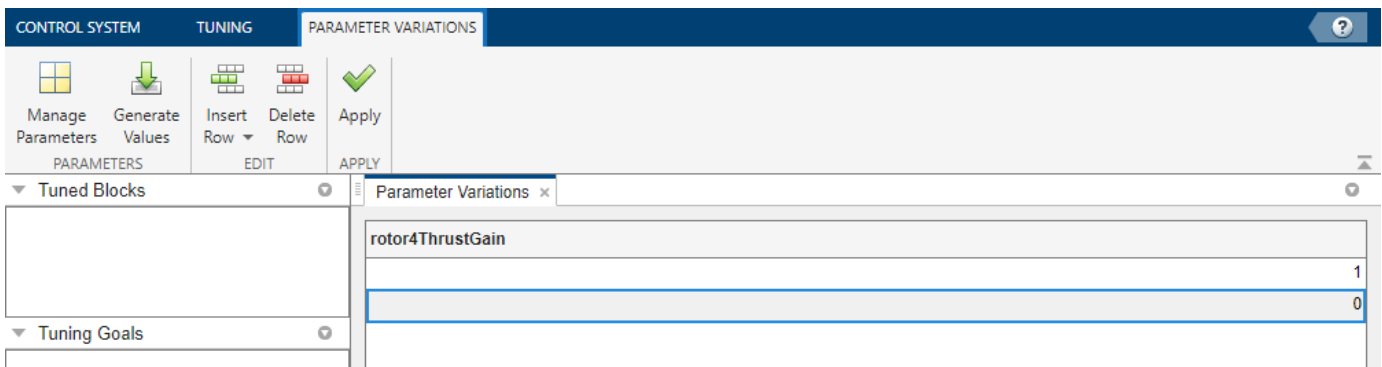 CONTROL SYSTEM TUNING PARAMETER VARIATIONS ?
Manage Parameters
Generate Values
Insert Row
Delete Row
Apply
PARAMETERS EDIT APPLY
Tuned Blocks
Parameter Variations ×
rotor4ThrustGain
1
0
Tuning Goals